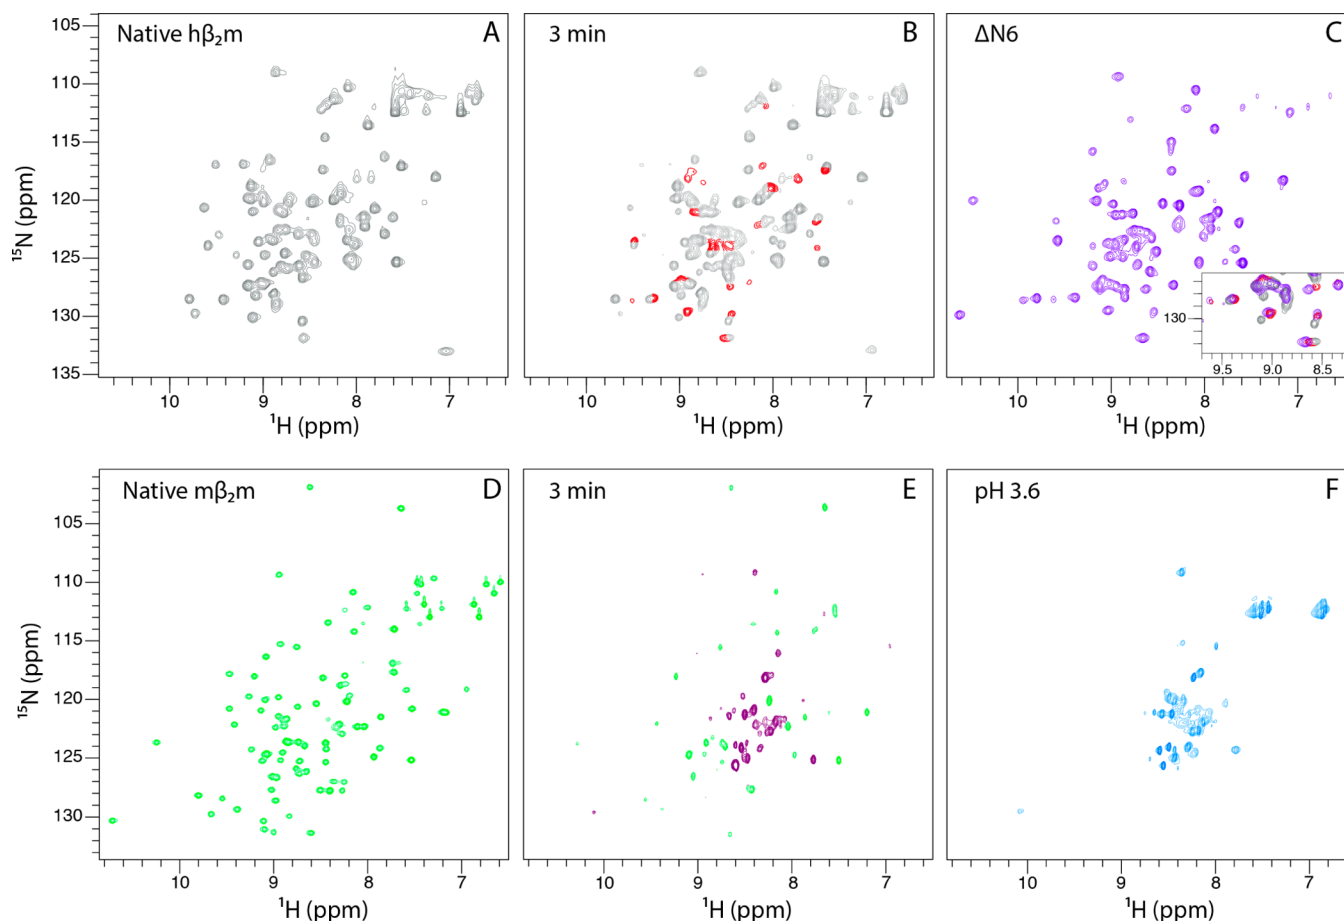 Native hβ₂m
A
3 min
B
ΔN6
C
105
110
115
120
125
130
135
¹⁵N (ppm)
130
9.5 9.0 8.5
10 9 8 7
10 9 8 7
10 9 8 7
¹H (ppm)
¹H (ppm)
¹H (ppm)
Native mβ₂m
D
3 min
E
pH 3.6
F
105
110
115
120
125
130
¹⁵N (ppm)
10 9 8 7
10 9 8 7
10 9 8 7
¹H (ppm)
¹H (ppm)
¹H (ppm)